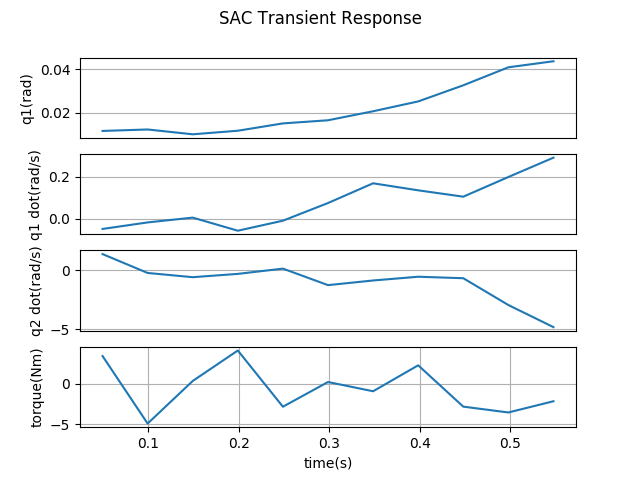 SAC Transient Response
q1(rad)
0.04
0.02
q1 dot(rad/s)
0.2
0.0
q2 dot(rad/s)
0
−5
torque(Nm)
0
−5
0.1 0.2 0.3 0.4 0.5
time(s)